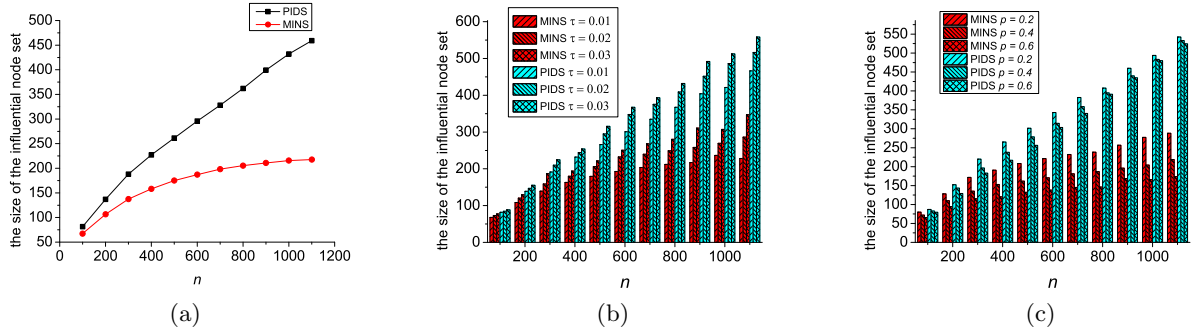 PIDS
MINS
500
450
400
350
300
250
200
150
100
50
0 200 400 600 800 1000 1200
the size of the influential node set
n
(a)
MINS τ = 0.01
MINS τ = 0.02
MINS τ = 0.03
PIDS τ = 0.01
PIDS τ = 0.02
PIDS τ = 0.03
600
500
400
300
200
100
0
200 400 600 800 1000
the size of the influential node set
n
(b)
MINS p = 0.2
MINS p = 0.4
MINS p = 0.6
PIDS p = 0.2
PIDS p = 0.4
PIDS p = 0.6
550
500
450
400
350
300
250
200
150
100
50
0
200 400 600 800 1000
the size of the influential node set
n
(c)